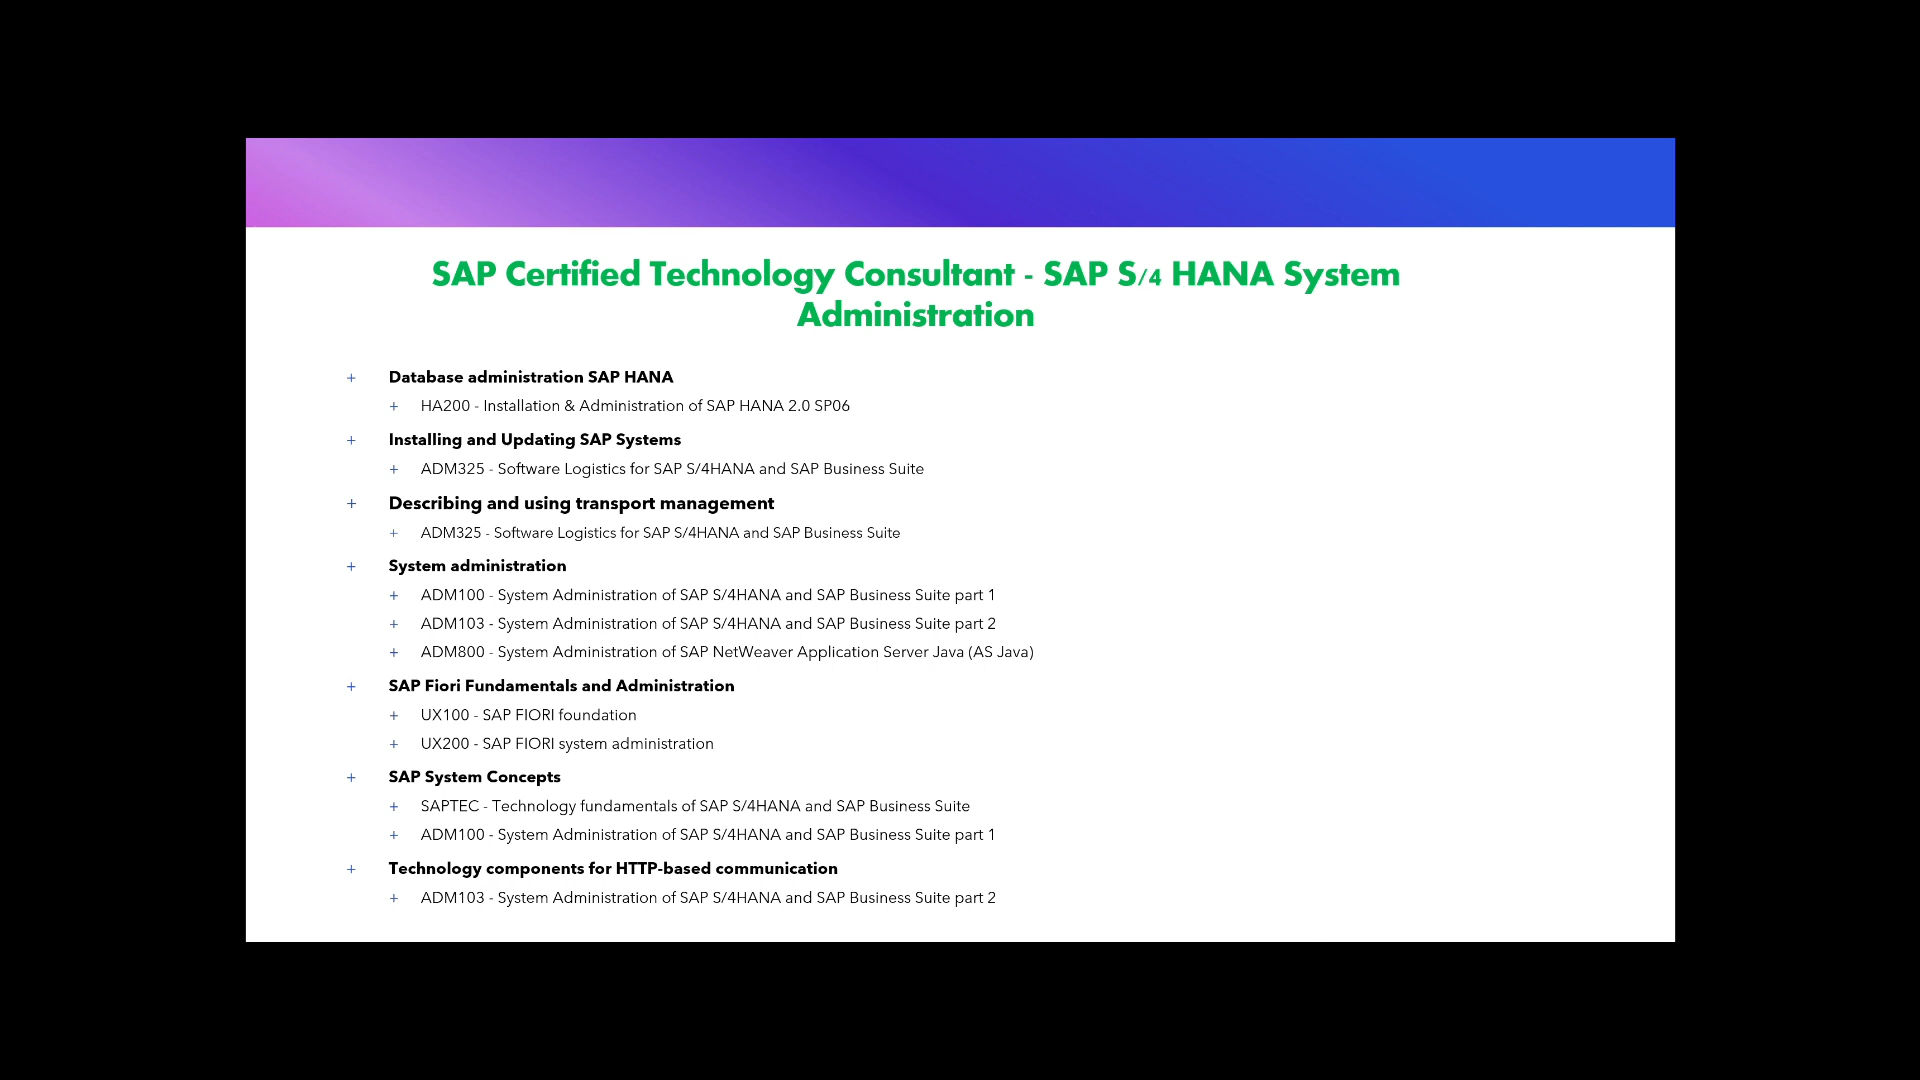 SAP Certified Technology Consultant - SAP S/4 HANA System
Administration
+ Database administration SAP HANA
+ HA200 - Installation & Administration of SAP HANA 2.0 SP06
+ Installing and Updating SAP Systems
+ ADM325 - Software Logistics for SAP S/4HANA and SAP Business Suite
+ Describing and using transport management
+ ADM325 - Software Logistics for SAP S/4HANA and SAP Business Suite
+ System administration
+ ADM100 - System Administration of SAP S/4HANA and SAP Business Suite part 1
+ ADM103 - System Administration of SAP S/4HANA and SAP Business Suite part 2
+ ADM800 - System Administration of SAP NetWeaver Application Server Java (AS Java)
+ SAP Fiori Fundamentals and Administration
+ UX100 - SAP FIORI foundation
+ UX200 - SAP FIORI system administration
+ SAP System Concepts
+ SAPTEC - Technology fundamentals of SAP S/4HANA and SAP Business Suite
+ ADM100 - System Administration of SAP S/4HANA and SAP Business Suite part 1
+ Technology components for HTTP-based communication
+ ADM103 - System Administration of SAP S/4HANA and SAP Business Suite part 2